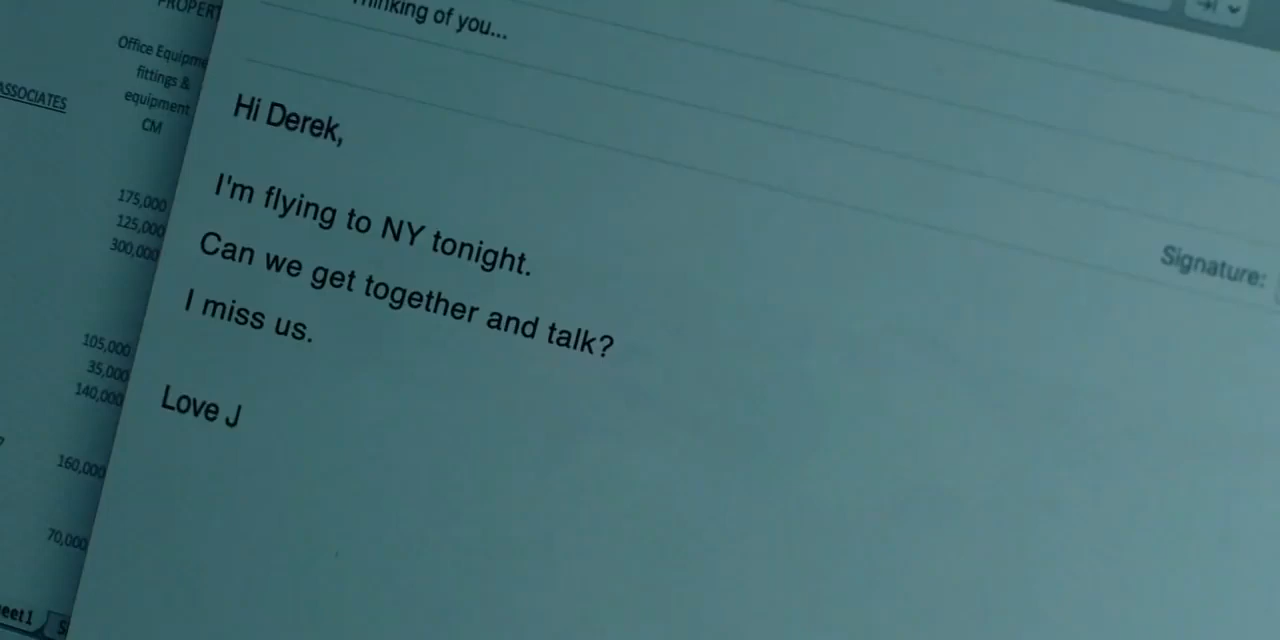 PROPERT
Office Equipme
fittings &
equipment
CM
ASSOCIATES
175,000
125,000
300,000
105,000
35,000
140,000
160,000
70,000
eet1
S
Thinking of you...
Signature:
Hi Derek,
I'm flying to NY tonight.
Can we get together and talk?
I miss us.
Love J